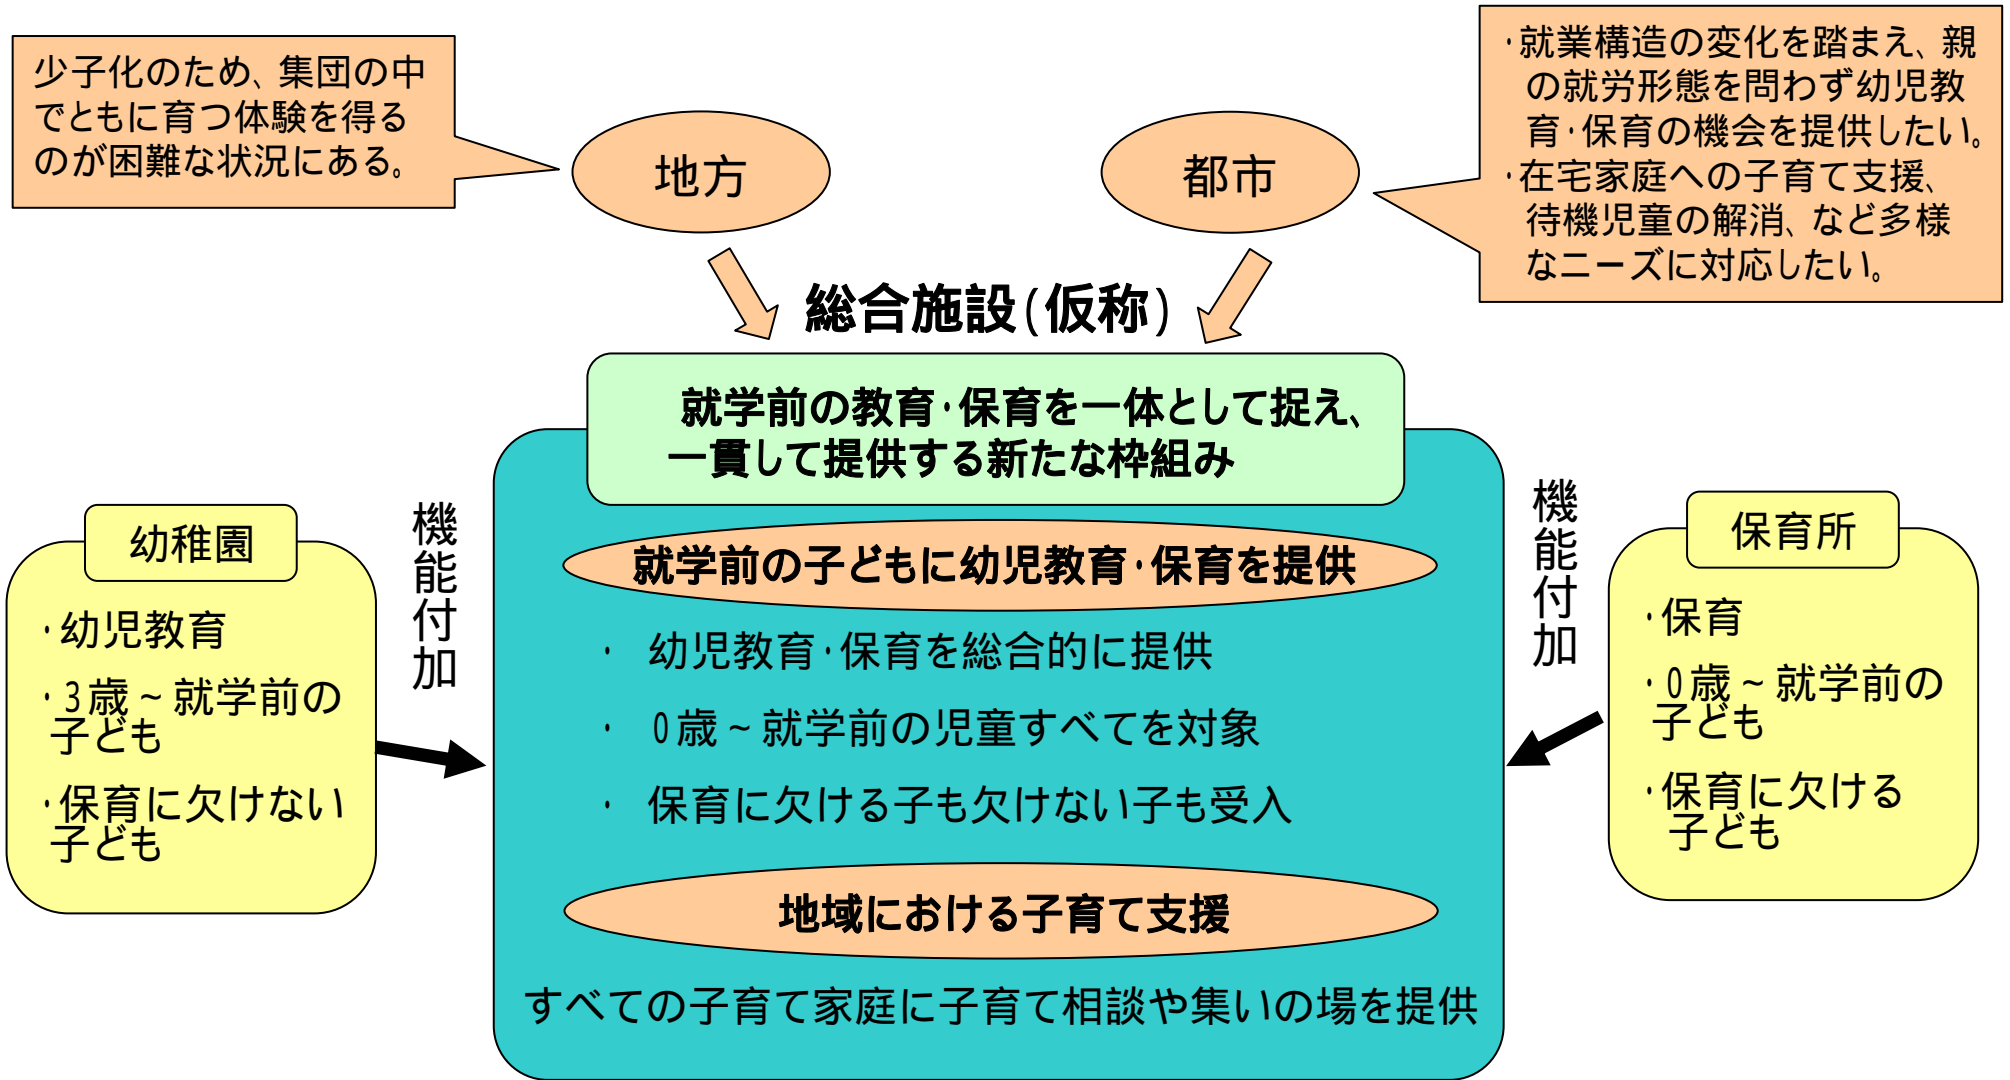 少子化のため、集団の中
でともに育つ体験を得る
のが困難な状況にある。
地方
都市
・就業構造の変化を踏まえ、親
の就労形態を問わず幼児教
育・保育の機会を提供したい。
・在宅家庭への子育て支援、
待機児童の解消、など多様
なニーズに対応したい。
総合施設(仮称)
就学前の教育・保育を一体として捉え、
一貫して提供する新たな枠組み
幼稚園
・幼児教育
・3歳～就学前の
子ども
・保育に欠けない
子ども
機能付加
就学前の子どもに幼児教育・保育を提供
・ 幼児教育・保育を総合的に提供
・ 0歳～就学前の児童すべてを対象
・ 保育に欠ける子も欠けない子も受入
地域における子育て支援
すべての子育て家庭に子育て相談や集いの場を提供
機能付加
保育所
・保育
・0歳～就学前の
子ども
・保育に欠ける
子ども